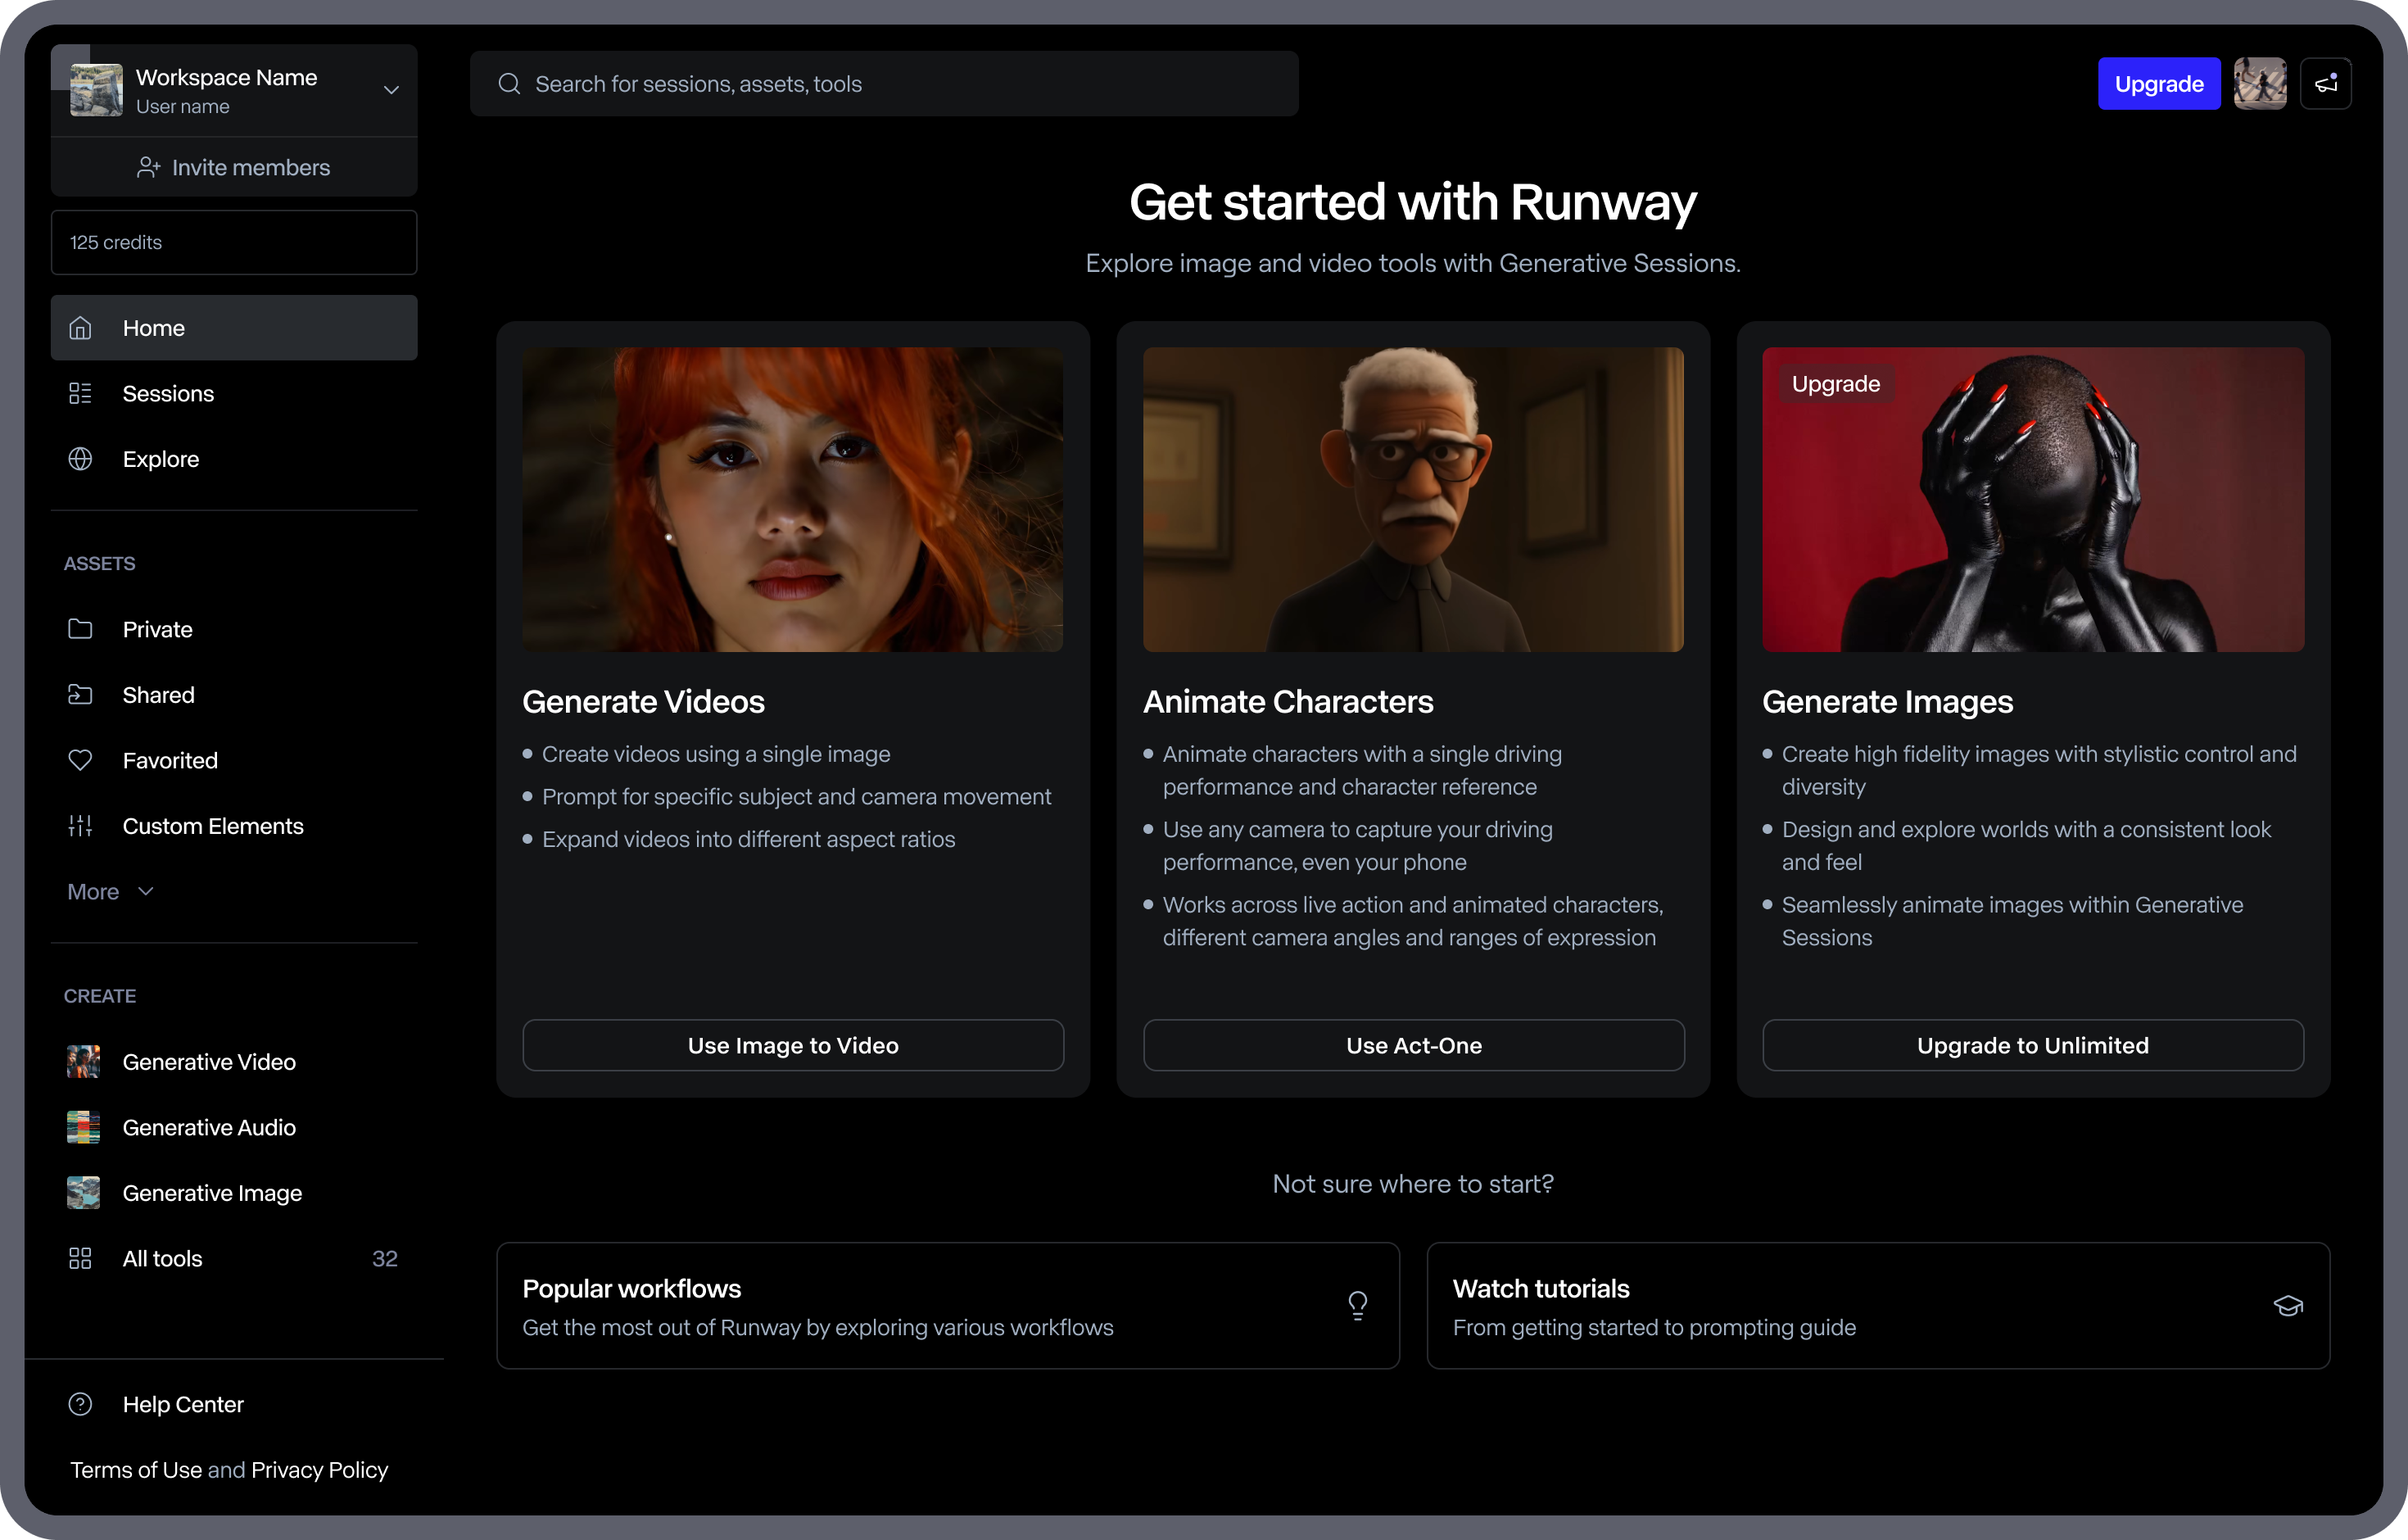 Workspace Name
User name
Invite members
125 credits
Home
Sessions
Explore
ASSETS
Private
Shared
Favorited
Custom Elements
More
CREATE
Generative Video
Generative Audio
Generative Image
All tools 32
Help Center
Terms of Use and Privacy Policy
Search for sessions, assets, tools
Upgrade
Get started with Runway
Explore image and video tools with Generative Sessions.
Generate Videos
Create videos using a single image
Prompt for specific subject and camera movement
Expand videos into different aspect ratios
Use Image to Video
Animate Characters
Animate characters with a single driving
performance and character reference
Use any camera to capture your driving
performance, even your phone
Works across live action and animated characters,
different camera angles and ranges of expression
Use Act-One
Upgrade
Generate Images
Create high fidelity images with stylistic control and
diversity
Design and explore worlds with a consistent look
and feel
Seamlessly animate images within Generative
Sessions
Upgrade to Unlimited
Not sure where to start?
Popular workflows
Get the most out of Runway by exploring various workflows
Watch tutorials
From getting started to prompting guide